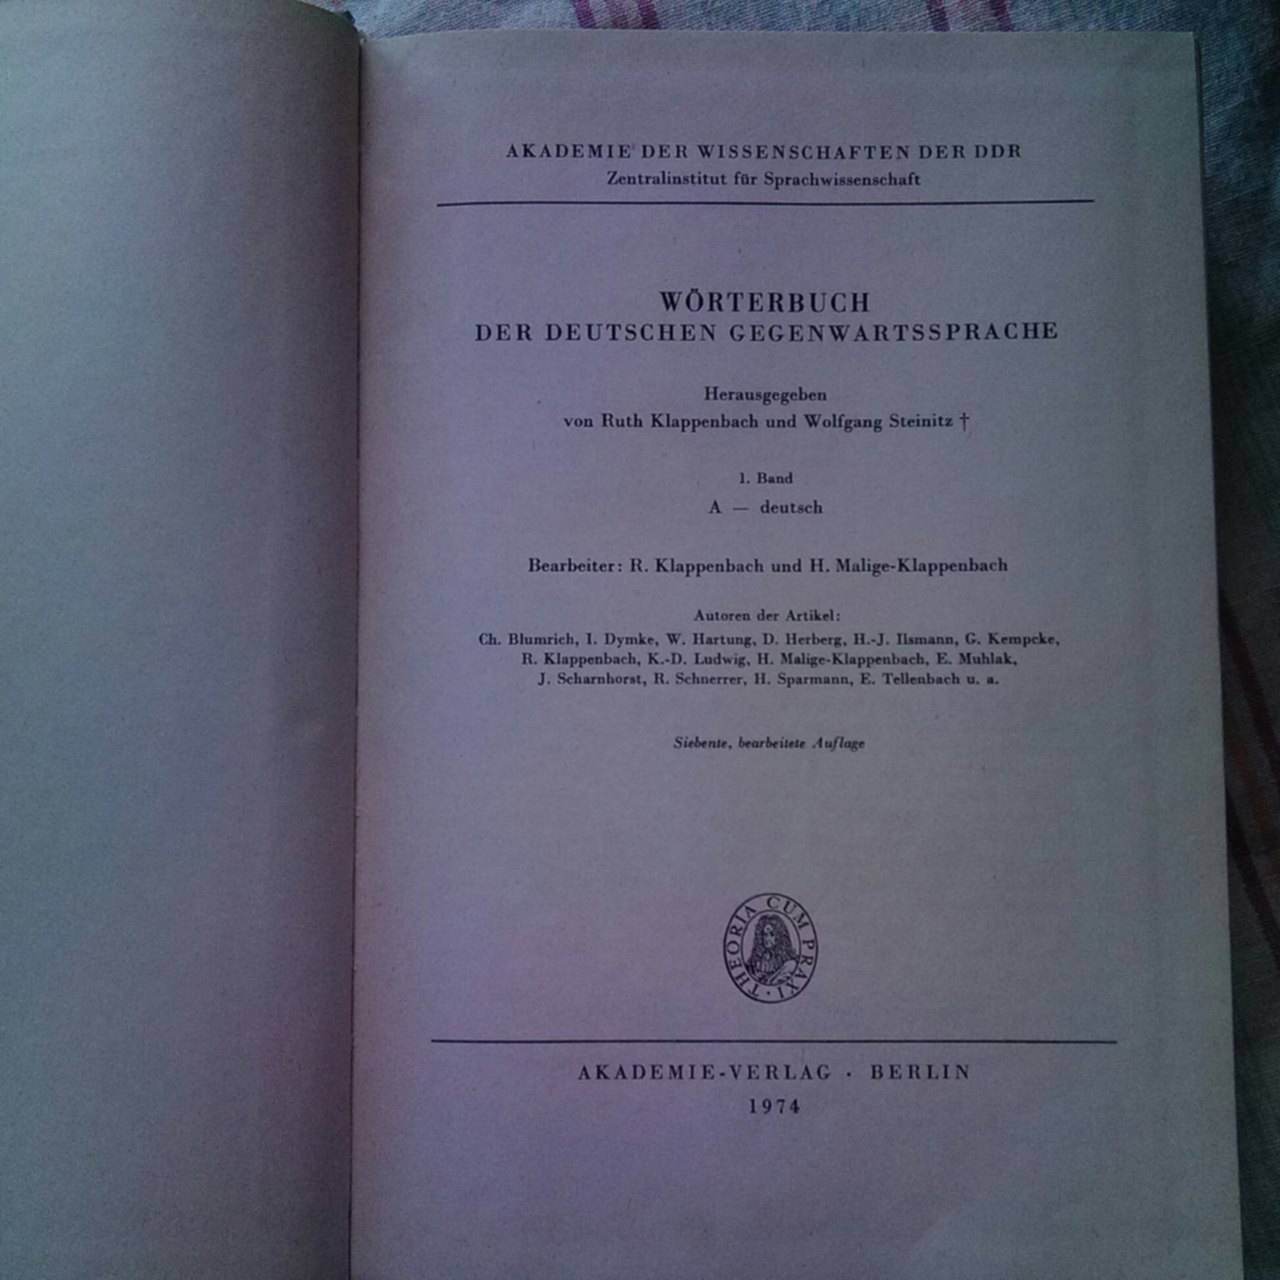 AKADEMIE DER WISSENSCHAFTEN DER DDR
Zentralinstitut für Sprachwissenschaft
WÖRTERBUCH
DER DEUTSCHEN GEGENWARTSSPRACHE
Herausgegeben
von Ruth Klappenbach und Wolfgang Steinitz †
1. Band
A — deutsch
Bearbeiter: R. Klappenbach und H. Malige-Klappenbach
Autoren der Artikel:
Ch. Blumrich, I. Dymke, W. Hartung, D. Herberg, H.-J. Ilsmann, G. Kempcke,
R. Klappenbach, K.-D. Ludwig, H. Malige-Klappenbach, E. Muhlak,
J. Scharnhorst, R. Schnerrer, H. Sparmann, E. Tellenbach u. a.
Siebente, bearbeitete Auflage
THEORIA CUM PRAXI ·
AKADEMIE-VERLAG · BERLIN
1974